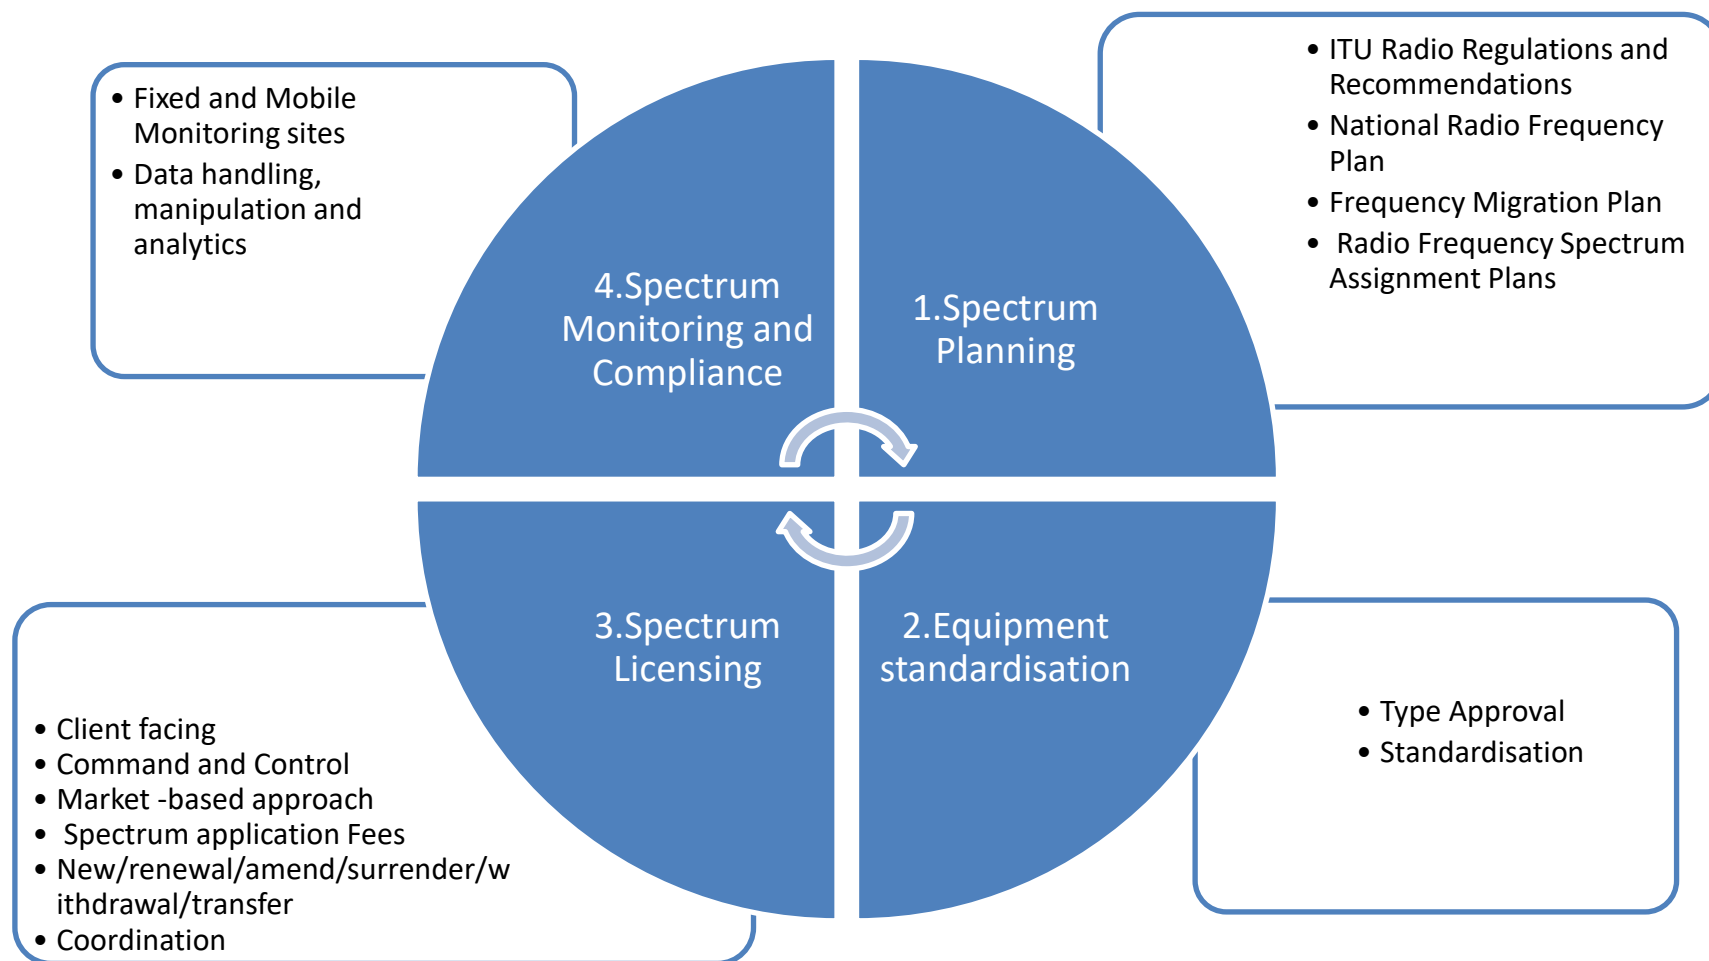 • Fixed and Mobile
Monitoring sites
• Data handling,
manipulation and
analytics
• ITU Radio Regulations and
Recommendations
• National Radio Frequency
Plan
• Frequency Migration Plan
• Radio Frequency Spectrum
Assignment Plans
4.Spectrum
Monitoring and
Compliance
1.Spectrum
Planning
3.Spectrum
Licensing
2.Equipment
standardisation
• Client facing
• Command and Control
• Market -based approach
• Spectrum application Fees
• New/renewal/amend/surrender/w
ithdrawal/transfer
• Coordination
• Type Approval
• Standardisation